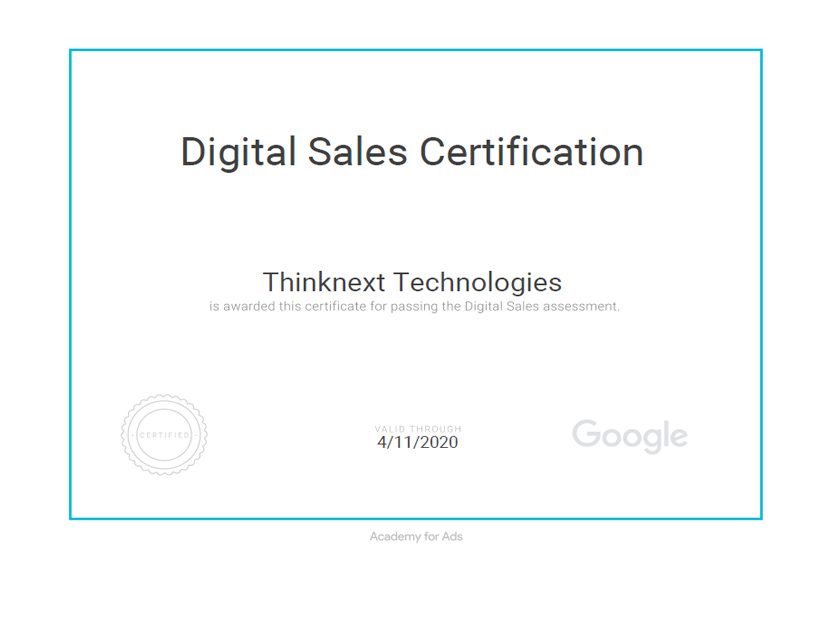 Digital Sales Certification
Thinknext Technologies
is awarded this certificate for passing the Digital Sales assessment.
CERTIFIED
VALID THROUGH
4/11/2020
Google
Academy for Ads